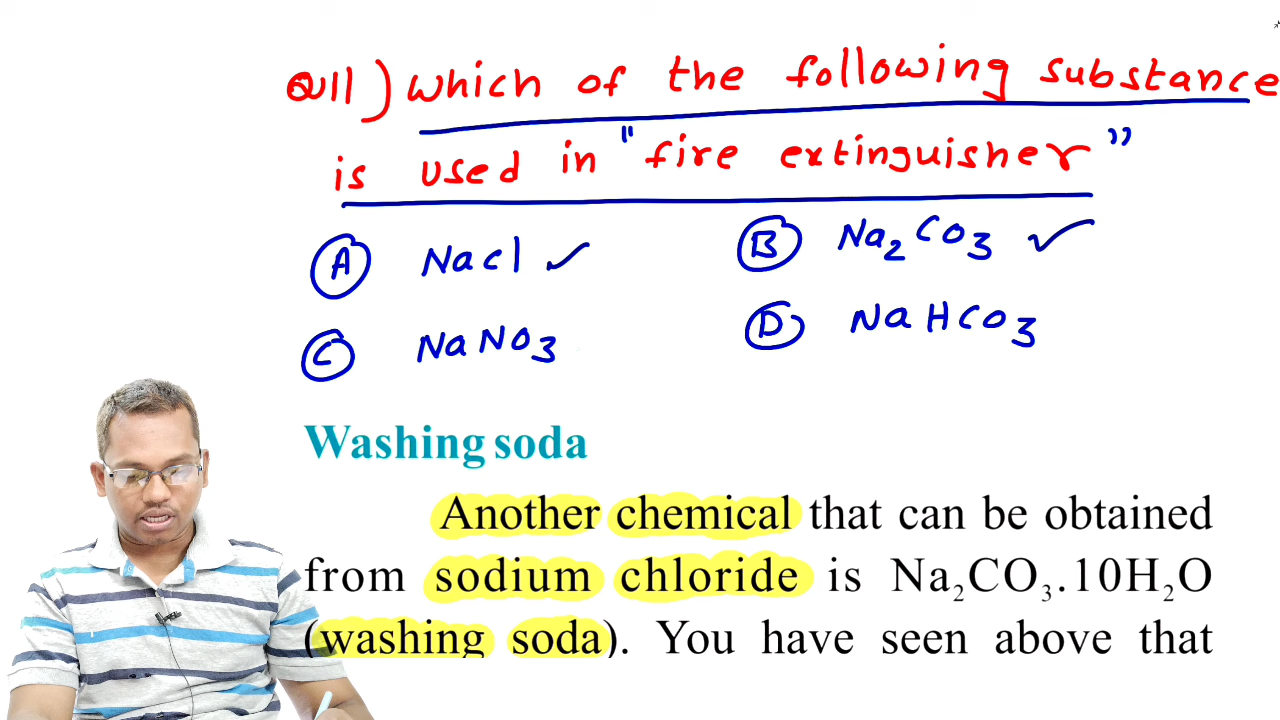 Q11) Which of the following substance
is used in "fire extinguisher"
A NaCl ✓ B Na₂CO₃ ✓
C NaNO₃ D NaHCO₃
Washing soda
Another chemical that can be obtained
from sodium chloride is Na₂CO₃.10H₂O
(washing soda). You have seen above that